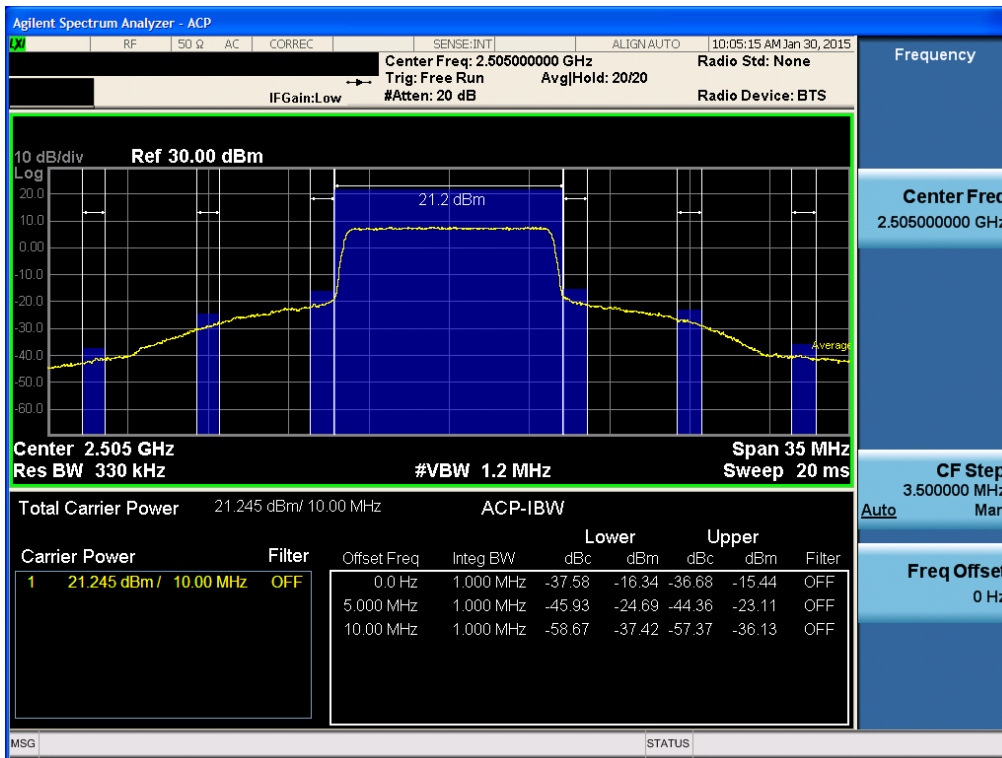 Agilent Spectrum Analyzer - ACP
LXI RF 50 Ω AC CORREC SENSE:INT ALIGN AUTO 10:05:15 AM Jan 30, 2015
Center Freq: 2.505000000 GHz Radio Std: None
Trig: Free Run Avg|Hold: 20/20
IFGain:Low #Atten: 20 dB Radio Device: BTS
10 dB/div Ref 30.00 dBm
Log
20.0
10.0
0.00
-10.0
-20.0
-30.0
-40.0
-50.0
-60.0
21.2 dBm
Average
Center 2.505 GHz Span 35 MHz
Res BW 330 kHz #VBW 1.2 MHz Sweep 20 ms
Total Carrier Power 21.245 dBm/ 10.00 MHz ACP-IBW
Lower Upper
Carrier Power Filter Offset Freq Integ BW dBc dBm dBc dBm Filter
1 21.245 dBm / 10.00 MHz OFF 0.0 Hz 1.000 MHz -37.58 -16.34 -36.68 -15.44 OFF
5.000 MHz 1.000 MHz -45.93 -24.69 -44.36 -23.11 OFF
10.00 MHz 1.000 MHz -58.67 -37.42 -57.37 -36.13 OFF
MSG STATUS
Frequency
Center Freq
2.505000000 GHz
CF Step
3.500000 MHz
Auto Man
Freq Offset
0 Hz